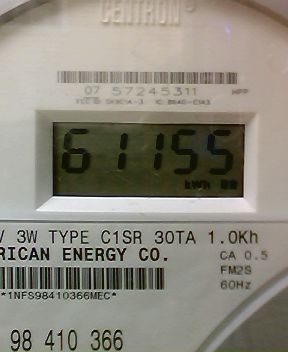 CENTRON®
07 57245311 HPP
61155
kWh
V 3W TYPE C1SR 30TA 1.0Kh
RICAN ENERGY CO. CA 0.5
FM2S
60Hz
*1NFS98410366MEC*
98 410 366